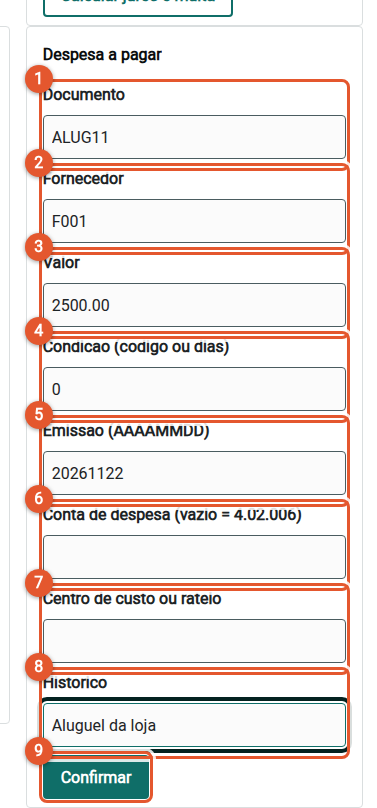 Despesa a pagar
1
Documento
ALUG11
2
Fornecedor
F001
3
Valor
2500.00
4
Condicao (codigo ou dias)
0
5
Emissao (AAAAMMDD)
20261122
6
Conta de despesa (vazio = 4.02.006)
7
Centro de custo ou rateio
8
Historico
Aluguel da loja
9
Confirmar